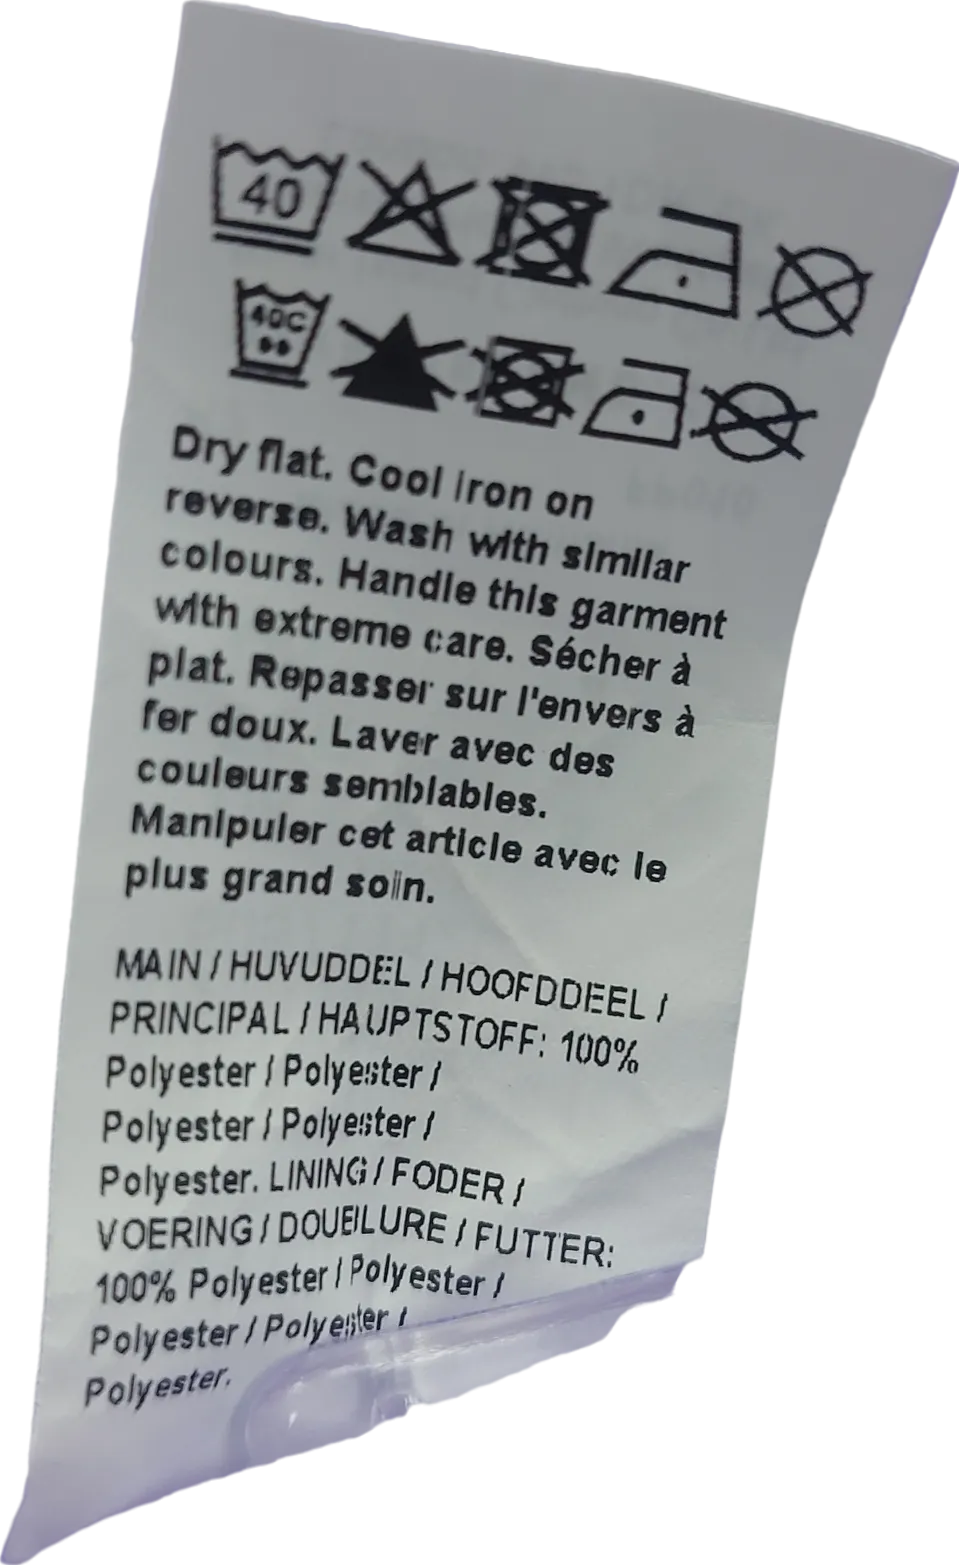 40
40C
Dry flat. Cool iron on
reverse. Wash with similar
colours. Handle this garment
with extreme care. Sécher à
plat. Repasser sur l'envers à
fer doux. Laver avec des
couleurs semblables.
Manipuler cet article avec le
plus grand soin.
MAIN / HUVUDDEL / HOOFDDEEL /
PRINCIPAL / HAUPTSTOFF: 100%
Polyester / Polyester /
Polyester / Polyester /
Polyester. LINING / FODER /
VOERING / DOUBLURE / FUTTER:
100% Polyester / Polyester /
Polyester / Polyester /
Polyester.